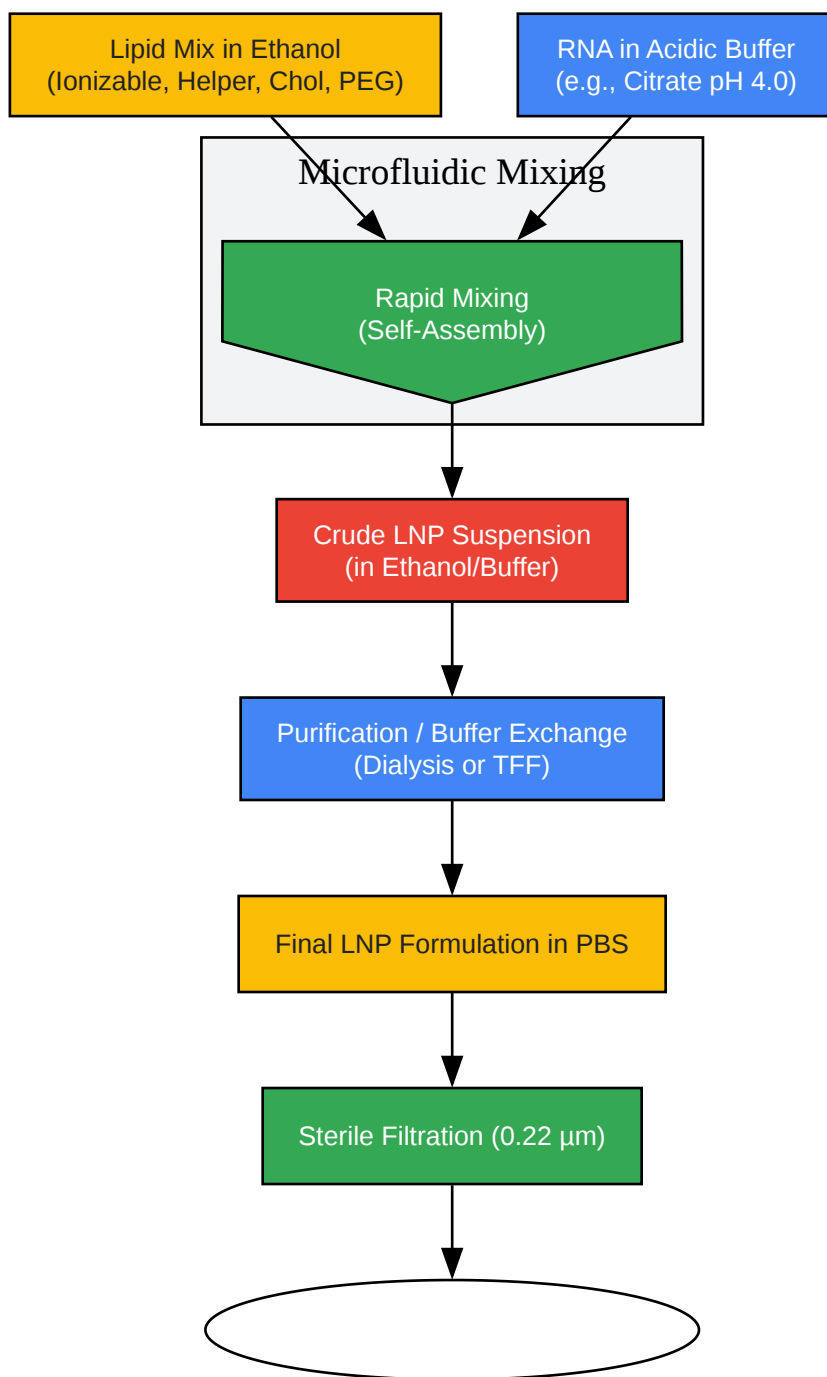 Lipid Mix in Ethanol
(Ionizable, Helper, Chol, PEG)
RNA in Acidic Buffer
(e.g., Citrate pH 4.0)
Microfluidic Mixing
Rapid Mixing
(Self-Assembly)
Crude LNP Suspension
(in Ethanol/Buffer)
Purification / Buffer Exchange
(Dialysis or TFF)
Final LNP Formulation in PBS
Sterile Filtration (0.22 µm)